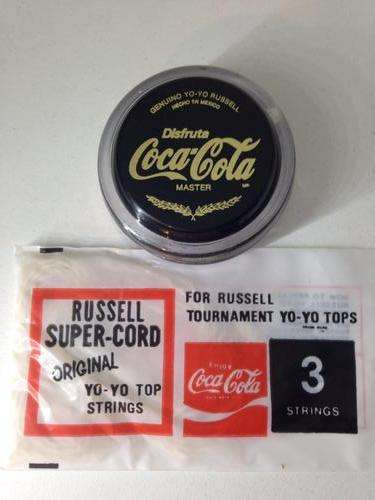 GENUINO YO-YO RUSSELL
HECHO EN MEXICO
Disfruta
Coca-Cola
MASTER
MR
RUSSELL
SUPER-CORD
ORIGINAL
YO-YO TOP
STRINGS
FOR RUSSELL
TOURNAMENT YO-YO TOPS
ENJOY
Coca-Cola
3
STRINGS